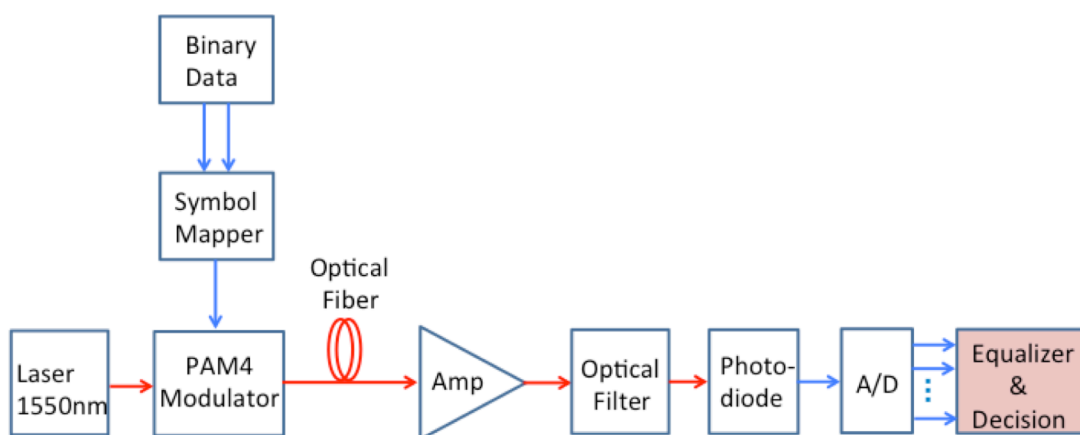 Binary
Data
Symbol
Mapper
Optical
Fiber
Laser
1550nm
PAM4
Modulator
Amp
Optical
Filter
Photo-
diode
A/D
Equalizer
&
Decision